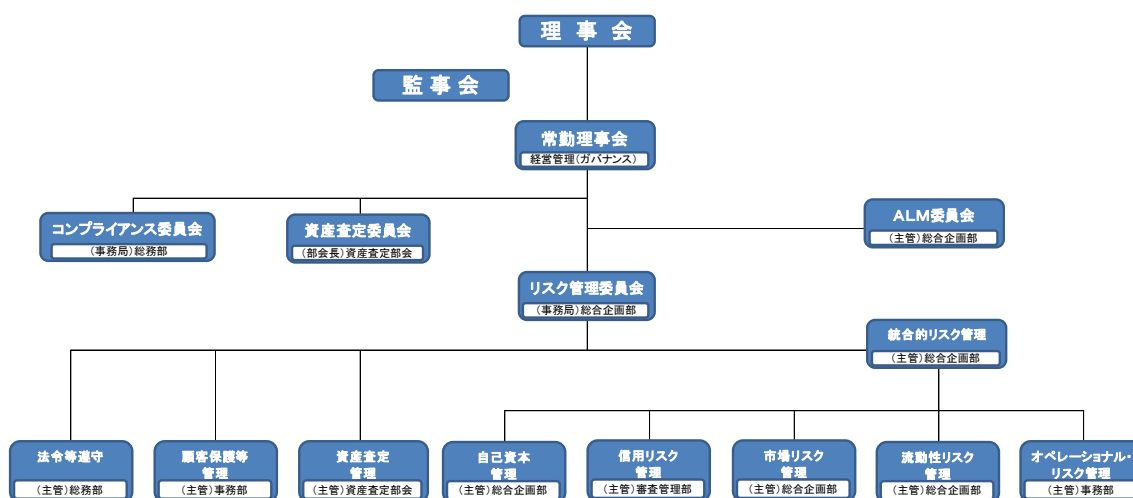 理事会
監事会
常勤理事会
経営管理(ガバナンス)
コンプライアンス委員会
(事務局)総務部
資産査定委員会
(部会長)資産査定部会
ALM委員会
(主管)総合企画部
リスク管理委員会
(事務局)総合企画部
統合的リスク管理
(主管)総合企画部
法令等遵守
(主管)総務部
顧客保護等
管理
(主管)事務部
資産査定
管理
(主管)資産査定部会
自己資本
管理
(主管)総合企画部
信用リスク
管理
(主管)審査管理部
市場リスク
管理
(主管)総合企画部
流動性リスク
管理
(主管)総合企画部
オペレーショナル・
リスク管理
(主管)事務部